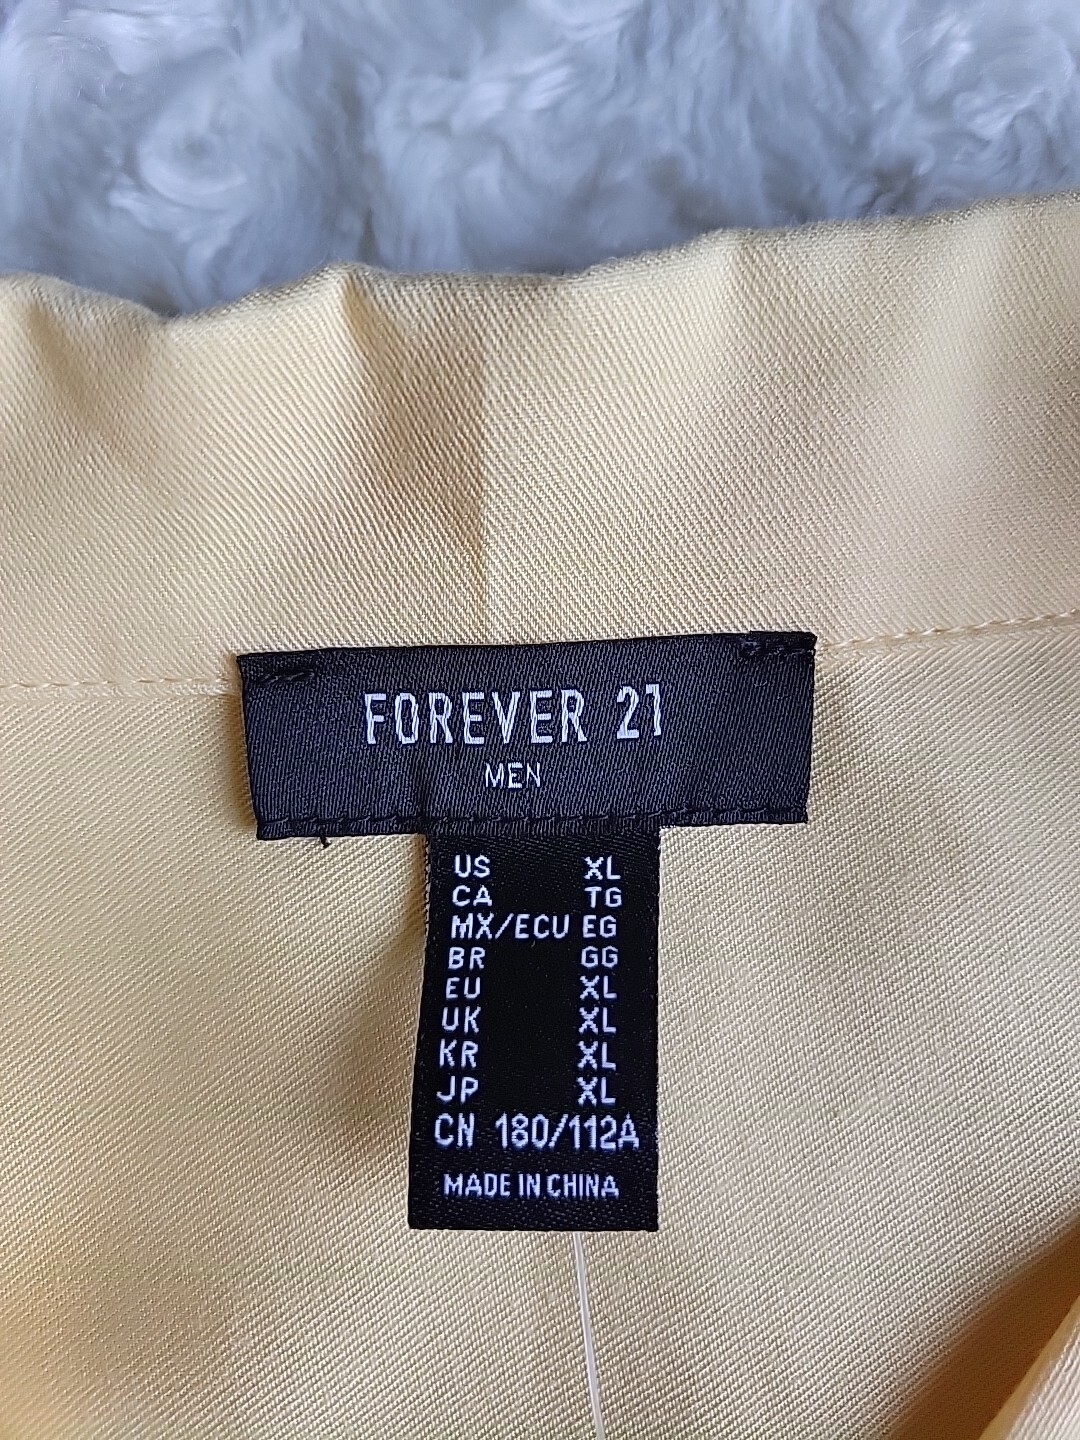 FOREVER 21
MEN
US XL
CA TG
MX/ECU EG
BR GG
EU XL
UK XL
KR XL
JP XL
CN 180/112A
MADE IN CHINA